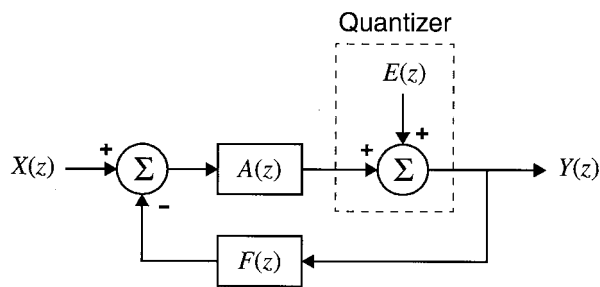 Quantizer
E(z)
+
+ + 
X(z) Σ A(z) Σ Y(z)
−
F(z)